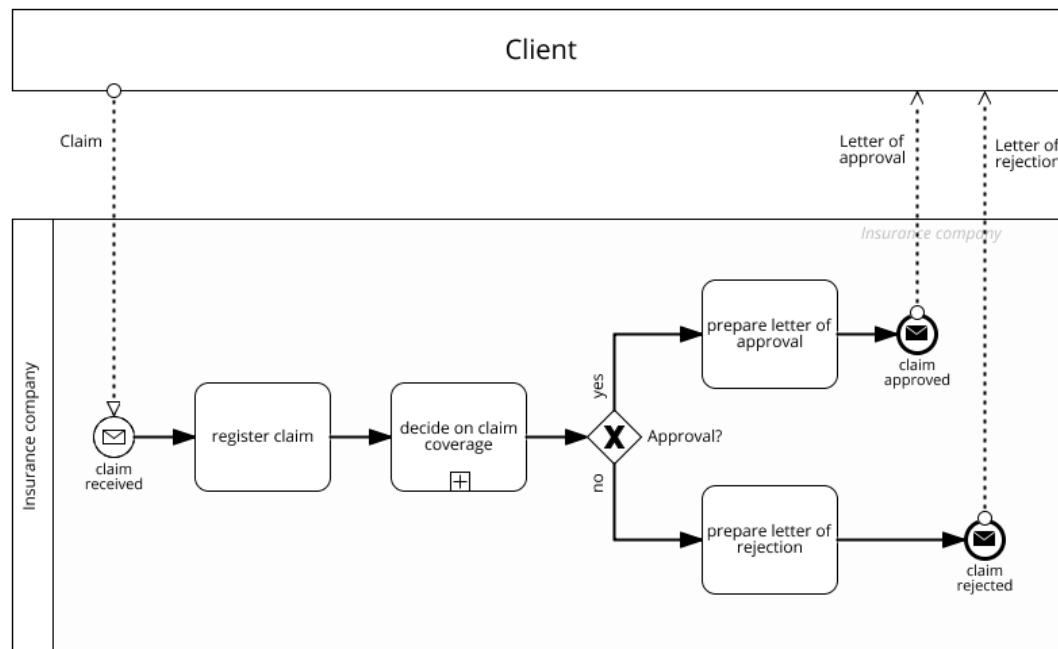 Client
Claim
Letter of
approval
Letter of
rejection
Insurance company
Insurance company
claim
received
register claim
decide on claim
coverage
yes
no
Approval?
prepare letter of
approval
claim
approved
prepare letter of
rejection
claim
rejected